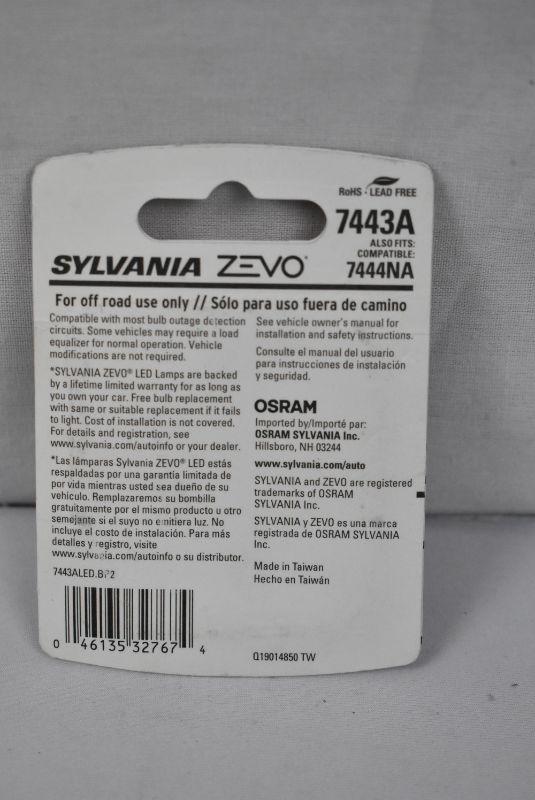 RoHS - LEAD FREE
7443A
ALSO FITS:
COMPATIBLE:
7444NA
SYLVANIA ZEVO®
For off road use only // Sólo para uso fuera de camino
Compatible with most bulb outage detection
circuits. Some vehicles may require a load
equalizer for normal operation. Vehicle
modifications are not required.
*SYLVANIA ZEVO® LED Lamps are backed
by a lifetime limited warranty for as long as
you own your car. Free bulb replacement
with same or suitable replacement if it fails
to light. Cost of installation is not covered.
For details and registration, see
www.sylvania.com/autoinfo or your dealer.
*Las lámparas Sylvania ZEVO® LED estás
respaldadas por una garantía limitada de
por vida mientras usted sea dueño de su
vehículo. Remplazaremos su bombilla
gratuitamente por el mismo producto u otro
semejante si el suyo no emitiera luz. No
incluye el costo de instalación. Para más
detalles y registro, visite
www.sylvania.com/autoinfo o su distributor.
7443ALED.BP2
0 46135 32767 4
See vehicle owner's manual for
installation and safety instructions.
Consulte el manual del usuario
para instrucciones de instalación
y seguridad.
OSRAM
Imported by/Importé par:
OSRAM SYLVANIA Inc.
Hillsboro, NH 03244
www.sylvania.com/auto
SYLVANIA and ZEVO are registered
trademarks of OSRAM
SYLVANIA Inc.
SYLVANIA y ZEVO es una marca
registrada de OSRAM SYLVANIA
Inc.
Made in Taiwan
Hecho en Taiwán
Q19014850 TW